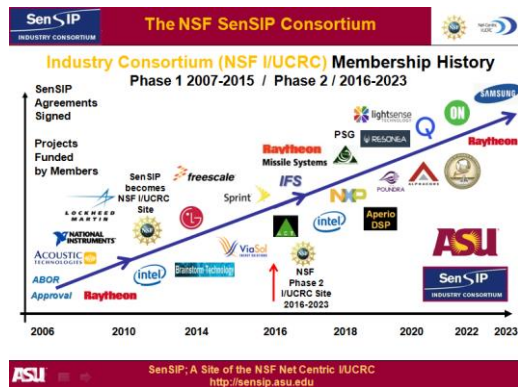 SenSIP
INDUSTRY CONSORTIUM
The NSF SenSIP Consortium
Industry Consortium (NSF I/UCRC) Membership History
Phase 1 2007-2015 / Phase 2 / 2016-2023
SenSIP
Agreements
Signed
Projects
Funded
by Members
lightsense
TECHNOLOGY
ON
SAMSUNG
PSG
RESONEA
Q
Raytheon
Raytheon
Missile Systems
SenSIP
becomes
NSF I/UCRC
Site
NSF
freescale
Sprint
IFS
NXP
POUNDRA
ALPHACORE
LOCKHEED
MARTIN
LG
NATIONAL
INSTRUMENTS
ACOUSTIC
TECHNOLOGIES
ViaSol
intel
Aperio
DSP
ASU
ABOR
Approval
Raytheon
intel
Brainstorm Technology
NSF
NSF
Phase 2
I/UCRC Site
2016-2023
SenSIP
INDUSTRY CONSORTIUM
2006
2010
2014
2016
2018
2020
2022
2023
ASU
SenSIP; A Site of the NSF Net Centric I/UCRC
http://sensip.asu.edu